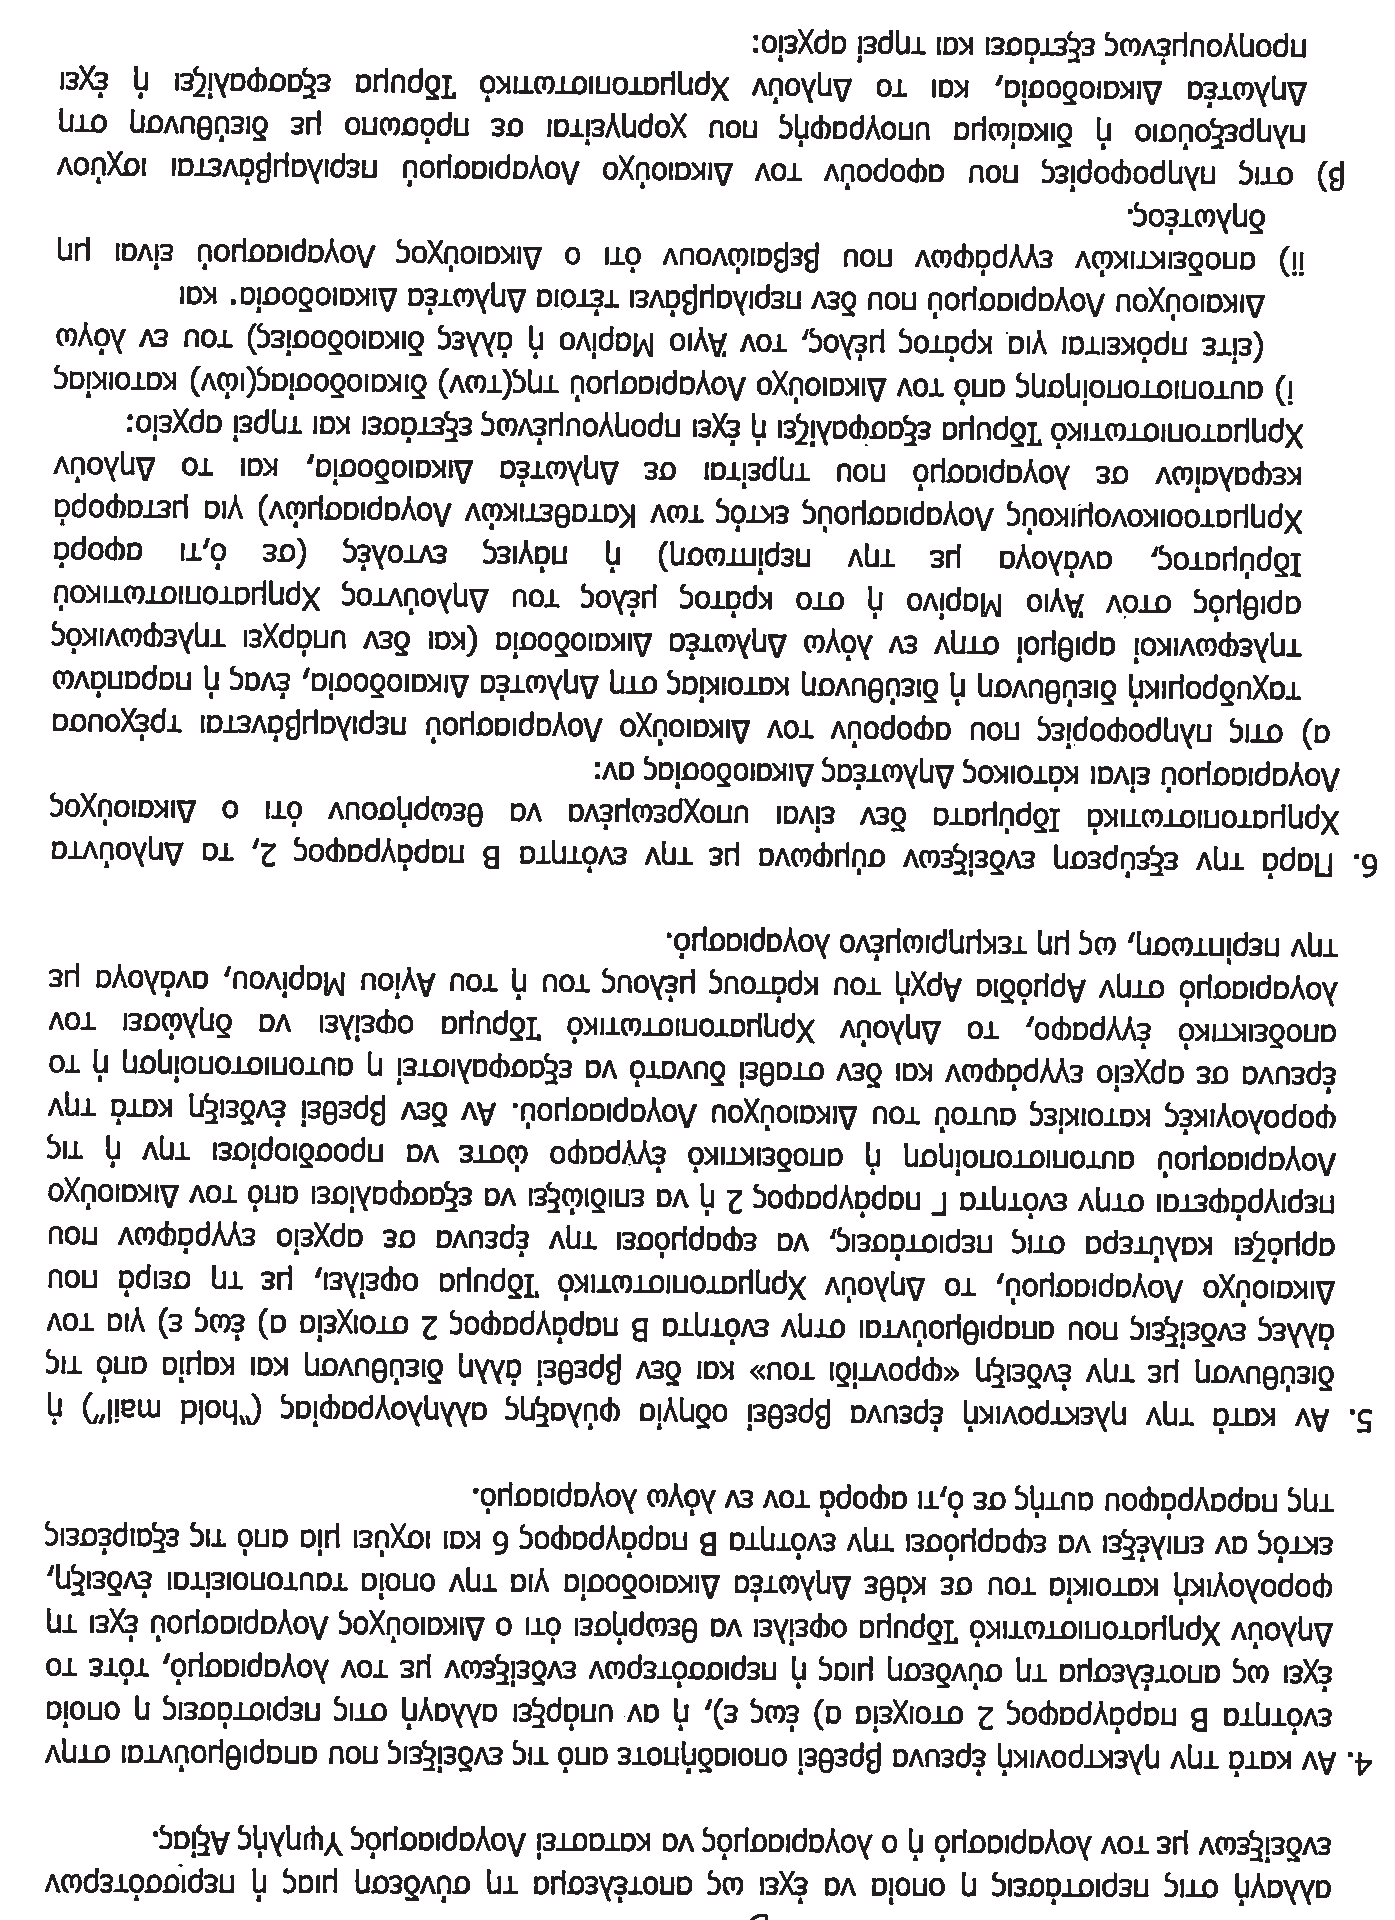 αλλαγή στις περιστάσεις η οποία να έχει ως αποτέλεσμα τη σύνδεση μιας ή περισσότερων
ενδείξεων με τον λογαριασμό ή ο λογαριασμός να καταστεί Λογαριασμός Υψηλής Αξίας.
4. Αν κατά την ηλεκτρονική έρευνα βρεθεί οποιαδήποτε από τις ενδείξεις που απαριθμούνται στην
ενότητα Β παράγραφος 2 στοιχεία α) έως ε), ή αν υπάρξει αλλαγή στις περιστάσεις η οποία
έχει ως αποτέλεσμα τη σύνδεση μιας ή περισσότερων ενδείξεων με τον λογαριασμό, τότε το
Δηλούν Χρηματοπιστωτικό Ίδρυμα οφείλει να θεωρήσει ότι ο Δικαιούχος Λογαριασμού έχει τη
φορολογική κατοικία του σε κάθε Δηλωτέα Δικαιοδοσία για την οποία ταυτοποιείται ένδειξη,
εκτός αν επιλέξει να εφαρμόσει την ενότητα Β παράγραφος 6 και ισχύει μία από τις εξαιρέσεις
της παραγράφου αυτής σε ό,τι αφορά τον εν λόγω λογαριασμό.
5. Αν κατά την ηλεκτρονική έρευνα βρεθεί οδηγία φύλαξης αλληλογραφίας ("hold mail") ή
διεύθυνση με την ένδειξη «φροντίδι του» και δεν βρεθεί άλλη διεύθυνση και καμία από τις
άλλες ενδείξεις που απαριθμούνται στην ενότητα Β παράγραφος 2 στοιχεία α) έως ε) για τον
Δικαιούχο Λογαριασμού, το Δηλούν Χρηματοπιστωτικό Ίδρυμα οφείλει, με τη σειρά που
αρμόζει καλύτερα στις περιστάσεις, να εφαρμόσει την έρευνα σε αρχείο εγγράφων που
περιγράφεται στην ενότητα Γ παράγραφος 2 ή να επιδιώξει να εξασφαλίσει από τον Δικαιούχο
Λογαριασμού αυτοπιστοποίηση ή αποδεικτικό έγγραφο ώστε να προσδιορίσει την ή τις
φορολογικές κατοικίες αυτού του Δικαιούχου Λογαριασμού. Αν δεν βρεθεί ένδειξη κατά την
έρευνα σε αρχείο εγγράφων και δεν σταθεί δυνατό να εξασφαλιστεί η αυτοπιστοποίηση ή το
αποδεικτικό έγγραφο, το Δηλούν Χρηματοπιστωτικό Ίδρυμα οφείλει να δηλώσει τον
λογαριασμό στην Αρμόδια Αρχή του κράτους μέλους του ή του Αγίου Μαρίνου, ανάλογα με
την περίπτωση, ως μη τεκμηριωμένο λογαριασμό.
6. Παρά την εξεύρεση ενδείξεων σύμφωνα με την ενότητα Β παράγραφος 2, τα Δηλούντα
Χρηματοπιστωτικά Ιδρύματα δεν είναι υποχρεωμένα να θεωρήσουν ότι ο Δικαιούχος
Λογαριασμού είναι κάτοικος Δηλωτέας Δικαιοδοσίας αν:
α) στις πληροφορίες που αφορούν τον Δικαιούχο Λογαριασμού περιλαμβάνεται τρέχουσα
ταχυδρομική διεύθυνση ή διεύθυνση κατοικίας στη Δηλωτέα Δικαιοδοσία, ένας ή παραπάνω
τηλεφωνικοί αριθμοί στην εν λόγω Δηλωτέα Δικαιοδοσία (και δεν υπάρχει τηλεφωνικός
αριθμός στον Άγιο Μαρίνο ή στο κράτος μέλος του Δηλούντος Χρηματοπιστωτικού
Ιδρύματος, ανάλογα με την περίπτωση) ή πάγιες εντολές (σε ό,τι αφορά
Χρηματοοικονομικούς Λογαριασμούς εκτός των Καταθετικών Λογαριασμών) για μεταφορά
κεφαλαίων σε λογαριασμό που τηρείται σε Δηλωτέα Δικαιοδοσία, και το Δηλούν
Χρηματοπιστωτικό Ίδρυμα εξασφαλίζει ή έχει προηγουμένως εξετάσει και τηρεί αρχείο:
i) αυτοπιστοποίησης από τον Δικαιούχο Λογαριασμού της(των) δικαιοδοσίας(ιών) κατοικίας
(είτε πρόκειται για κράτος μέλος, τον Άγιο Μαρίνο ή άλλες δικαιοδοσίες) του εν λόγω
Δικαιούχου Λογαριασμού που δεν περιλαμβάνει τέτοια Δηλωτέα Δικαιοδοσία· και
ii) αποδεικτικών εγγράφων που βεβαιώνουν ότι ο Δικαιούχος Λογαριασμού είναι μη
δηλωτέος.
β) στις πληροφορίες που αφορούν τον Δικαιούχο Λογαριασμού περιλαμβάνεται ισχύον
πληρεξούσιο ή δικαίωμα υπογραφής που χορηγείται σε πρόσωπο με διεύθυνση στη
Δηλωτέα Δικαιοδοσία, και το Δηλούν Χρηματοπιστωτικό Ίδρυμα εξασφαλίζει ή έχει
προηγουμένως εξετάσει και τηρεί αρχείο: